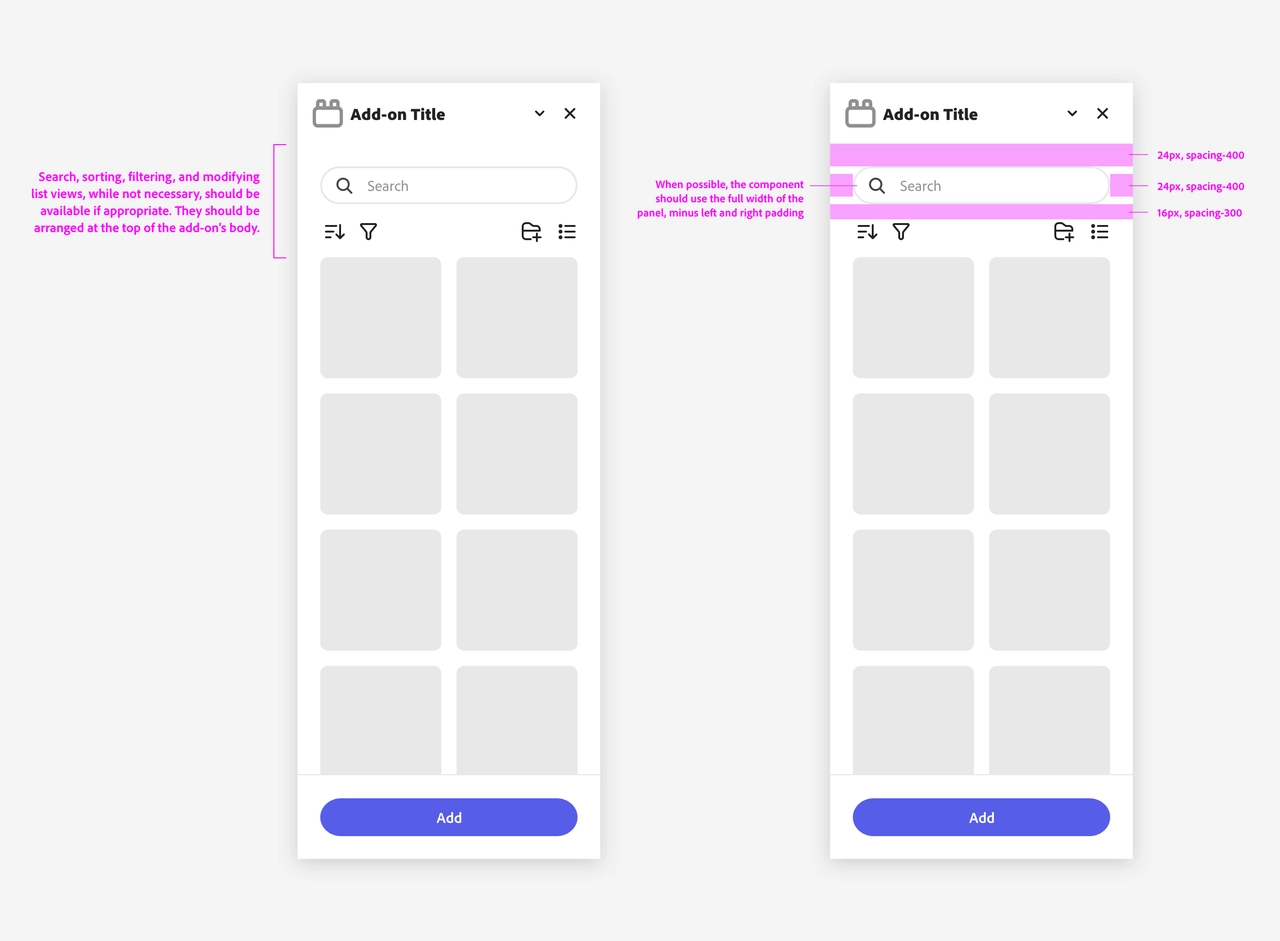 Add-on Title
Search, sorting, filtering, and modifying
list views, while not necessary, should be
available if appropriate. They should be
arranged at the top of the add-on's body.
Search
Add
Add-on Title
24px, spacing-400
When possible, the component
should use the full width of the
panel, minus left and right padding
Search
24px, spacing-400
16px, spacing-300
Add